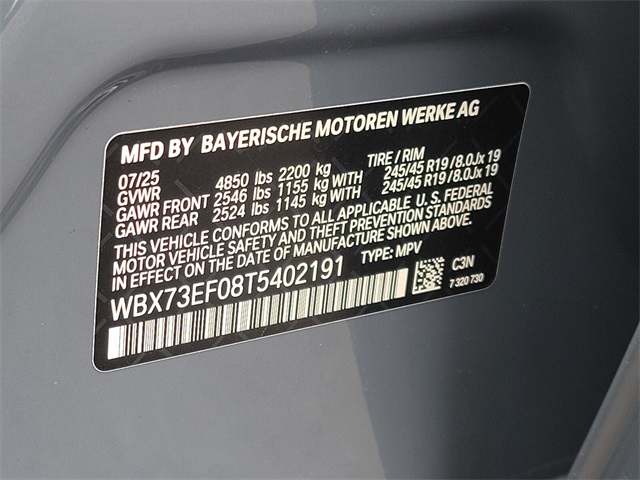 MFD BY BAYERISCHE MOTOREN WERKE AG
07/25 TIRE / RIM
GVWR 4850 lbs 2200 kg
GAWR FRONT 2546 lbs 1155 kg WITH 245/45 R19 / 8.0Jx 19
GAWR REAR 2524 lbs 1145 kg WITH 245/45 R19 / 8.0Jx 19
THIS VEHICLE CONFORMS TO ALL APPLICABLE U. S. FEDERAL
MOTOR VEHICLE SAFETY AND THEFT PREVENTION STANDARDS
IN EFFECT ON THE DATE OF MANUFACTURE SHOWN ABOVE.
WBX73EF08T5402191 TYPE: MPV
C3N
7 320 730